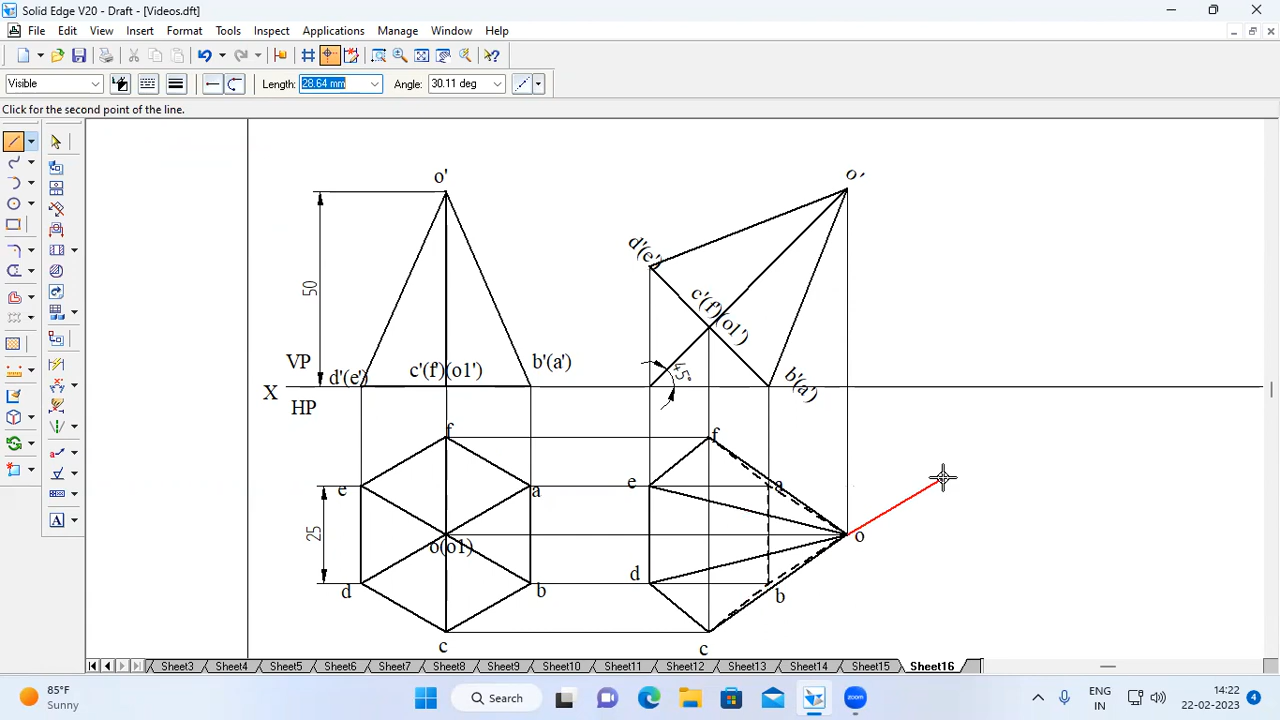 Solid Edge V20 - Draft - [Videos.dft]
File Edit View Insert Format Tools Inspect Applications Manage Window Help
Visible Length: 28.64 mm Angle: 30.11 deg
Click for the second point of the line.
o' o'
d'(e')
50
c'(f')(o1')
VP d'(e') c'(f')(o1') b'(a') 45° b'(a')
X
HP
f f
e a e a
25 o(o1) o
d b d b
c c
A
Sheet3 Sheet4 Sheet5 Sheet6 Sheet7 Sheet8 Sheet9 Sheet10 Sheet11 Sheet12 Sheet13 Sheet14 Sheet15 Sheet16
85°F
Sunny
Search
zoom
ENG
IN
14:22
22-02-2023
4